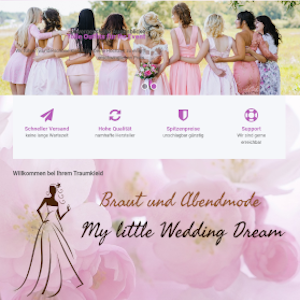 Schneller Versand
keine lange Wartezeit
Hohe Qualität
namhafte Hersteller
Spitzenpreise
unschlagbar günstig
Support
Wir sind gerne
erreichbar
Willkommen bei Ihrem Traumkleid
Braut und Abendmode
My little Wedding Dream